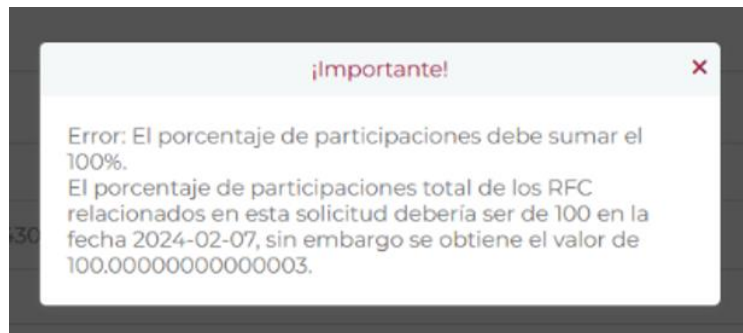 ¡Importante!
×
Error: El porcentaje de participaciones debe sumar el
100%.
El porcentaje de participaciones total de los RFC
relacionados en esta solicitud debería ser de 100 en la
fecha 2024-02-07, sin embargo se obtiene el valor de
100.00000000000003.